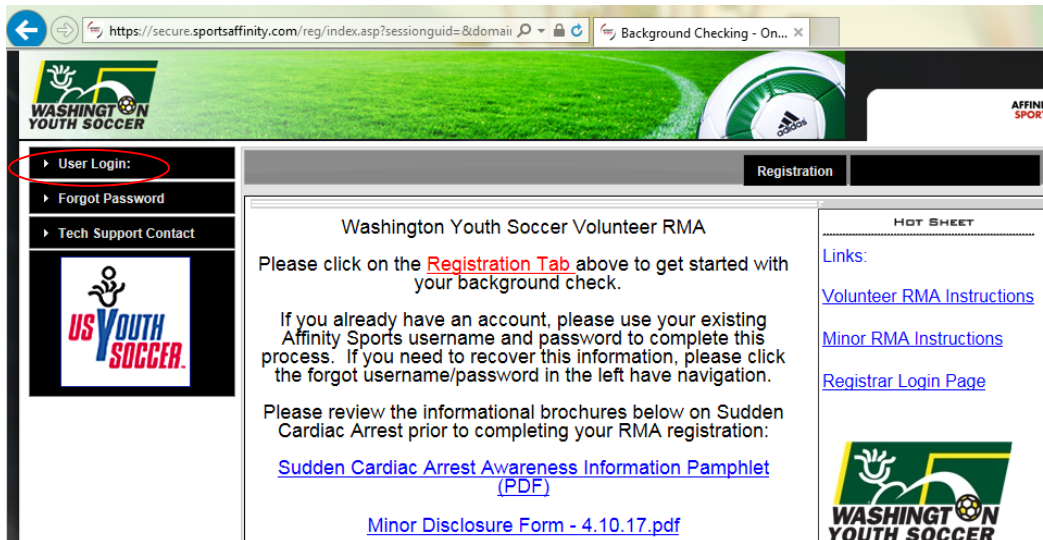 https://secure.sportsaffinity.com/reg/index.asp?sessionguid=&domain
Background Checking - On...
WASHINGTON
YOUTH SOCCER
adidas
AFFINI
SPORT
User Login:
Forgot Password
Tech Support Contact
Registration
US YOUTH
SOCCER.
Washington Youth Soccer Volunteer RMA
Please click on the Registration Tab above to get started with
your background check.
If you already have an account, please use your existing
Affinity Sports username and password to complete this
process. If you need to recover this information, please click
the forgot username/password in the left have navigation.
Please review the informational brochures below on Sudden
Cardiac Arrest prior to completing your RMA registration:
Sudden Cardiac Arrest Awareness Information Pamphlet
(PDF)
Minor Disclosure Form - 4.10.17.pdf
HOT SHEET
Links:
Volunteer RMA Instructions
Minor RMA Instructions
Registrar Login Page
WASHINGTON
YOUTH SOCCER